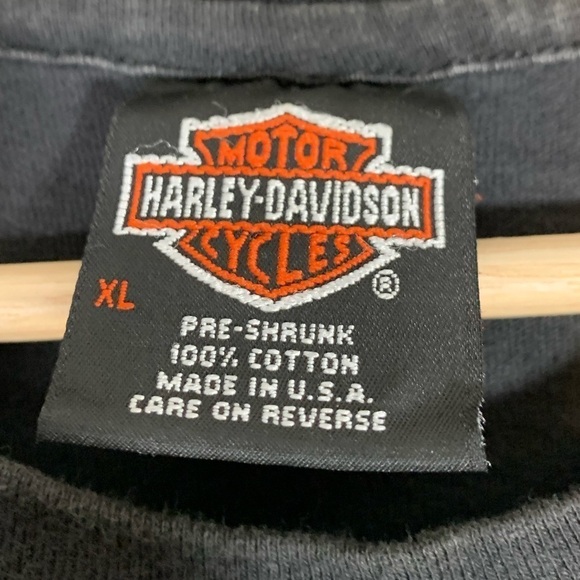 MOTOR
HARLEY-DAVIDSON
CYCLES
®
XL
PRE-SHRUNK
100% COTTON
MADE IN U.S.A.
CARE ON REVERSE